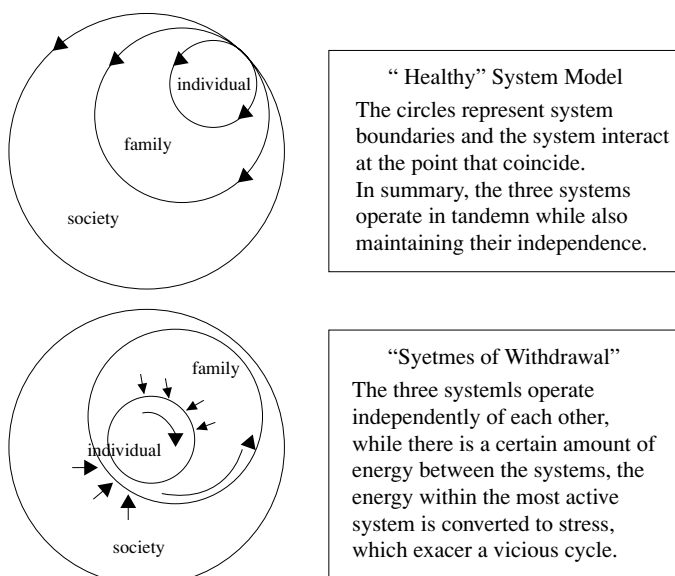 individual
family
society
“ Healthy” System Model
The circles represent system
boundaries and the system interact
at the point that coincide.
In summary, the three systems
operate in tandemn while also
maintaining their independence.
family
individual
society
“Syetmes of Withdrawal”
The three systemls operate
independently of each other,
while there is a certain amount of
energy between the systems, the
energy within the most active
system is converted to stress,
which exacer a vicious cycle.